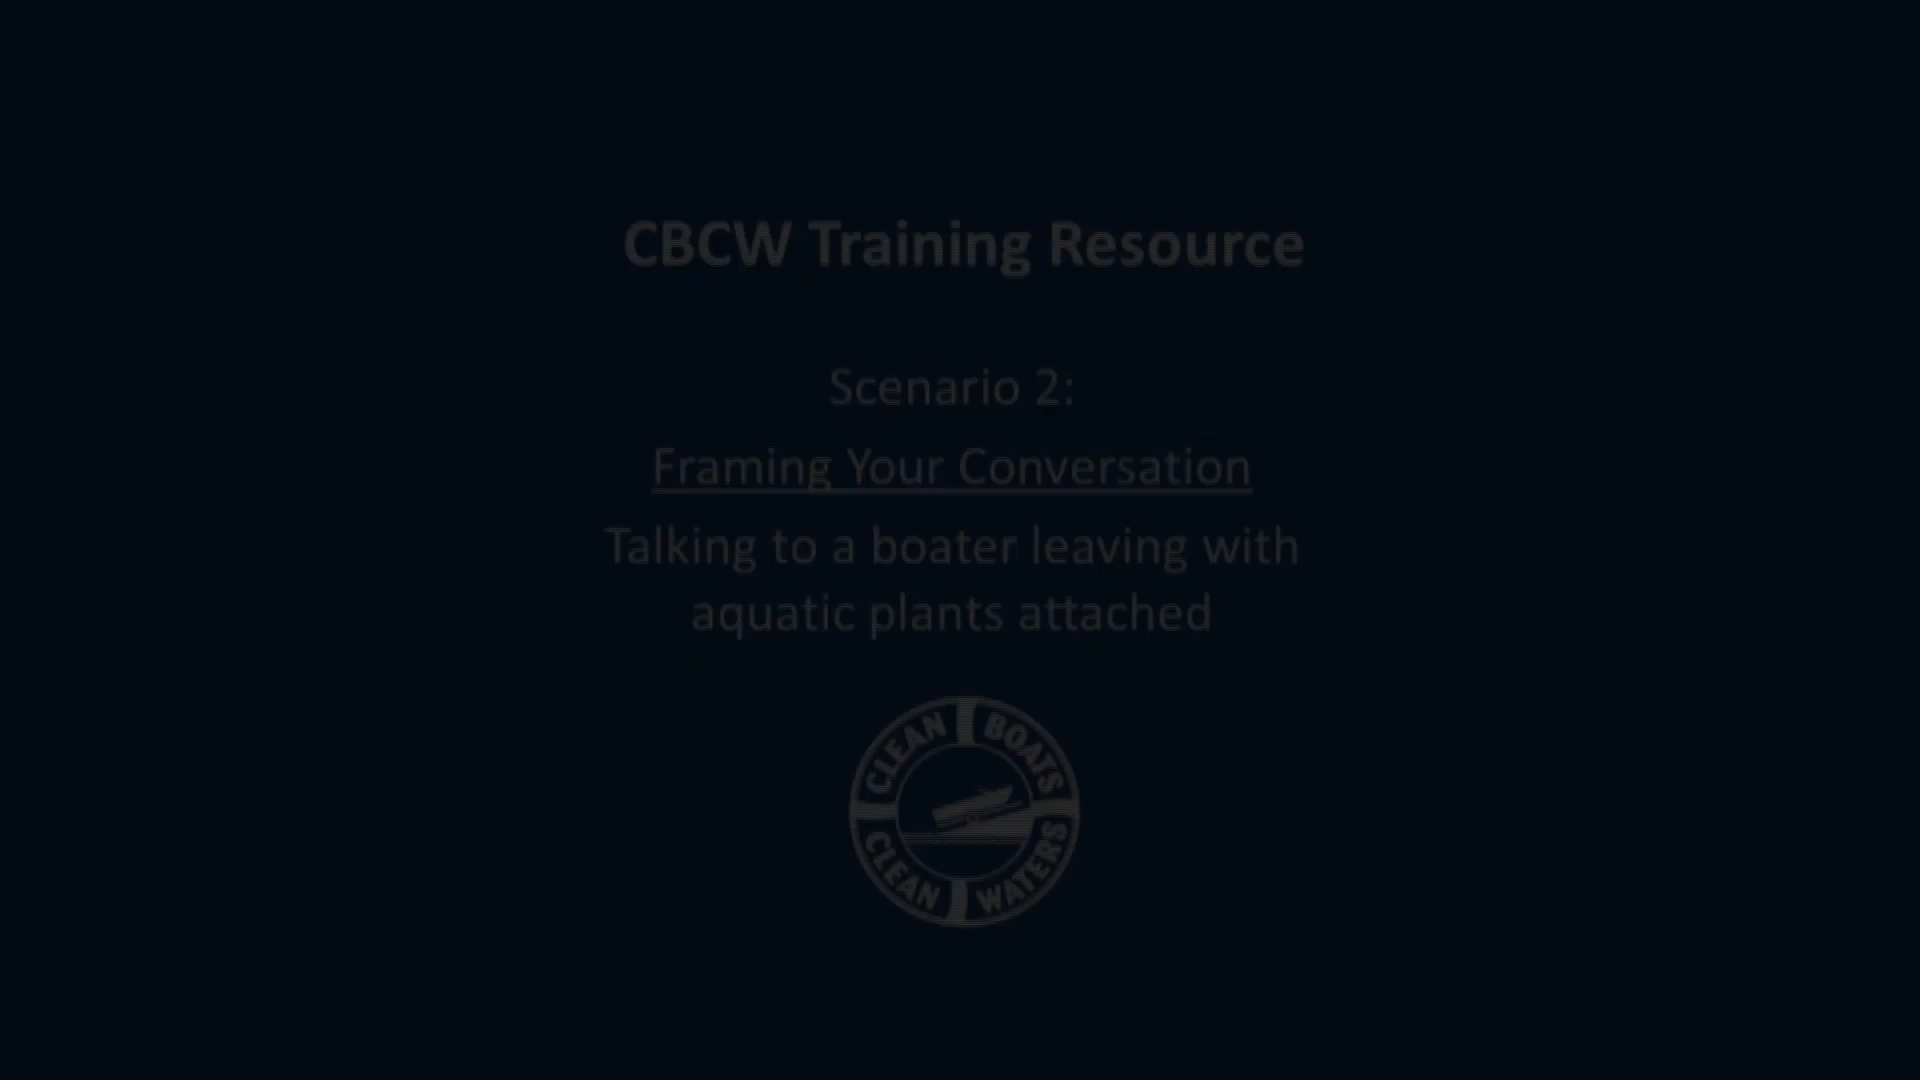 CBCW Training Resource
Scenario 2:
Framing Your Conversation
Talking to a boater leaving with
aquatic plants attached
CLEAN BOATS
CLEAN WATERS